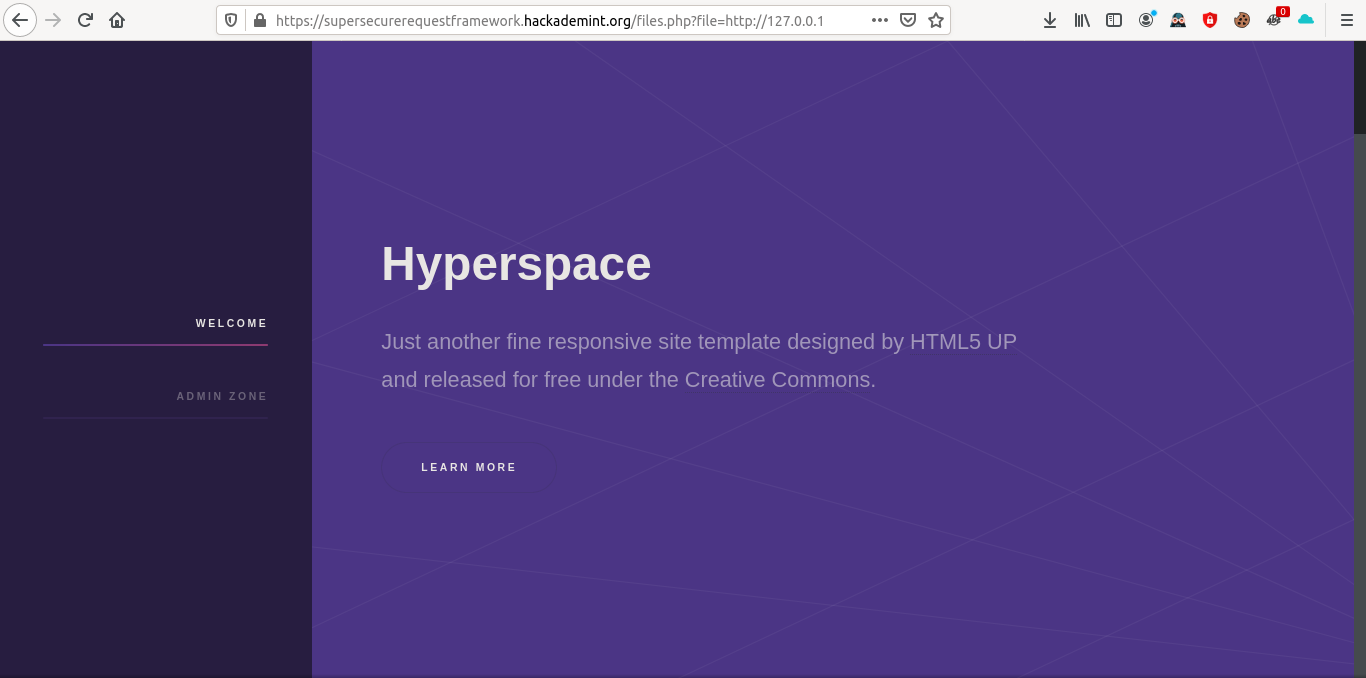 https://supersecurerequestframework.hackademint.org/files.php?file=http://127.0.0.1
0
WELCOME
ADMIN ZONE
Hyperspace
Just another fine responsive site template designed by HTML5 UP
and released for free under the Creative Commons.
LEARN MORE